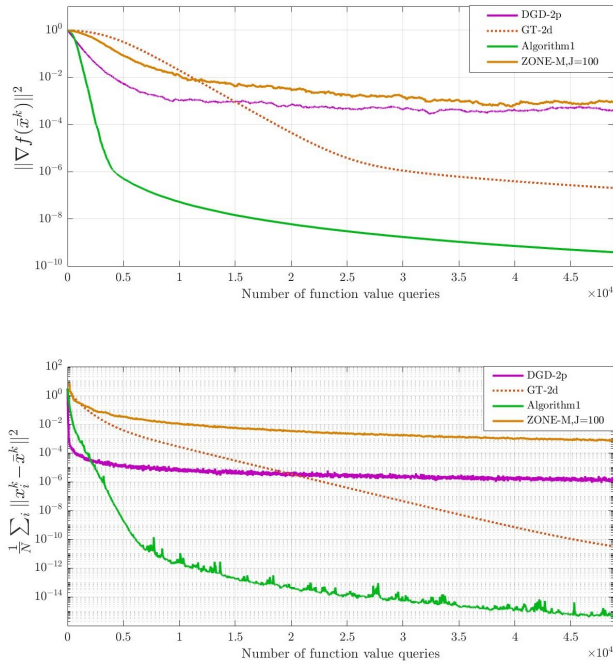 DGD-2p
GT-2d
Algorithm1
ZONE-M,J=100
10^0
10^-2
10^-4
10^-6
10^-8
10^-10
‖∇f(x̄^k)‖^2
0 0.5 1 1.5 2 2.5 3 3.5 4 4.5
Number of function value queries ×10^4
DGD-2p
GT-2d
Algorithm1
ZONE-M,J=100
10^2
10^0
10^-2
10^-4
10^-6
10^-8
10^-10
10^-12
10^-14
1/N ∑_i ‖x_i^k − x̄^k‖^2
0 0.5 1 1.5 2 2.5 3 3.5 4 4.5
Number of function value queries ×10^4